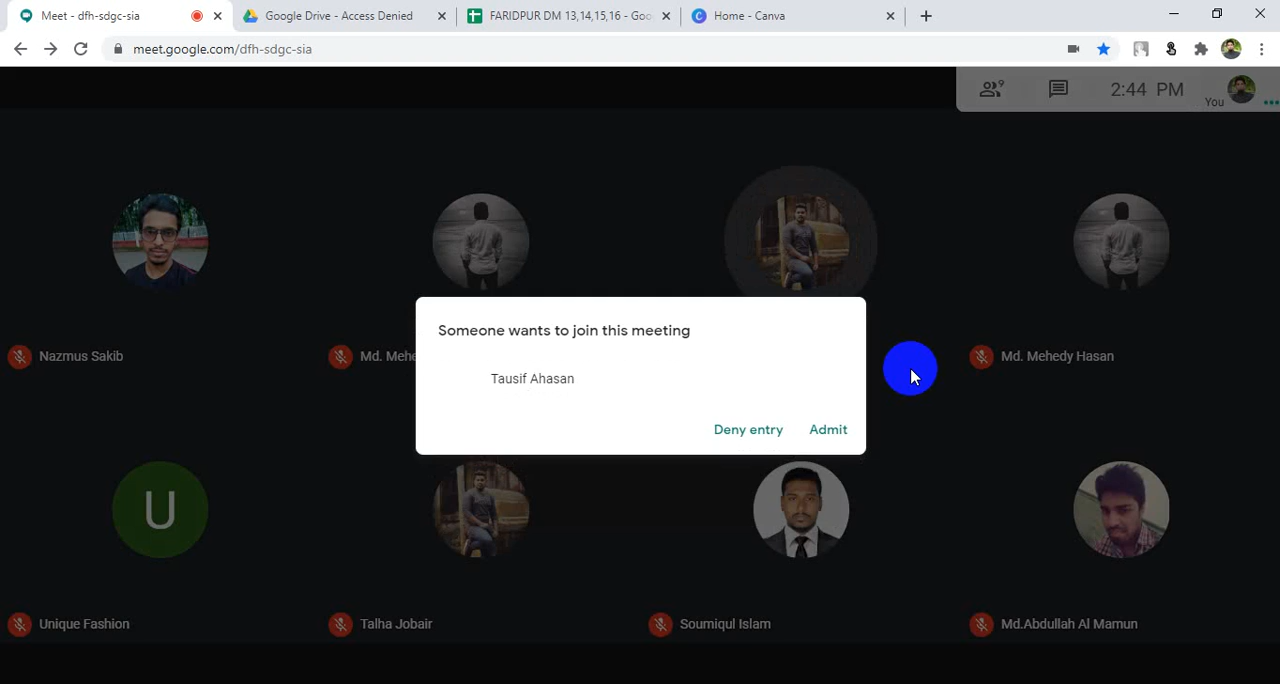 Meet - dfh-sdgc-sia
Google Drive - Access Denied
FARIDPUR DM 13,14,15,16 - Goo
Home - Canva
meet.google.com/dfh-sdgc-sia
9
2:44 PM
You
Nazmus Sakib
Md. Mehe
Md. Mehedy Hasan
Someone wants to join this meeting
Tausif Ahasan
Deny entry
Admit
U
Unique Fashion
Talha Jobair
Soumiqul Islam
Md.Abdullah Al Mamun